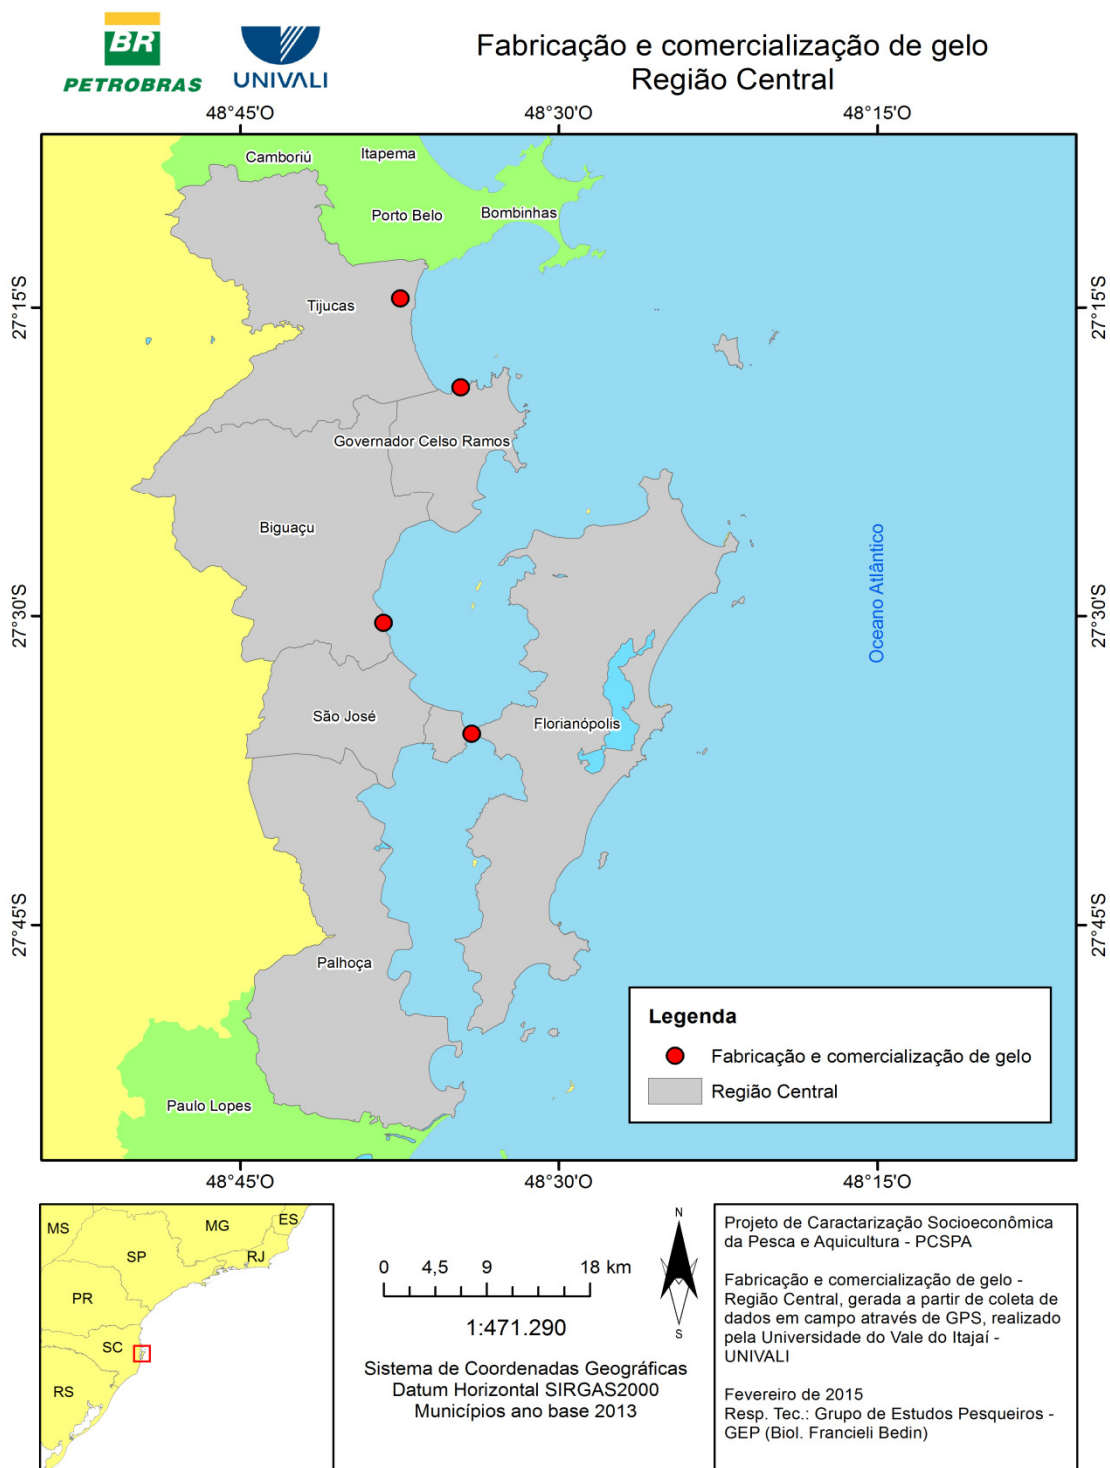 BR
PETROBRAS
UNIVALI
Fabricação e comercialização de gelo
Região Central
48°45'O
48°30'O
48°15'O
Camboriú
Itapema
Porto Belo
Bombinhas
27°15'S
27°15'S
Tijucas
Governador Celso Ramos
Biguaçu
Oceano Atlântico
27°30'S
27°30'S
São José
Florianópolis
27°45'S
27°45'S
Palhoça
Legenda
Fabricação e comercialização de gelo
Região Central
Paulo Lopes
48°45'O
48°30'O
48°15'O
MS
MG
ES
SP
RJ
PR
SC
RS
0 4,5 9 18 km
1:471.290
Sistema de Coordenadas Geográficas
Datum Horizontal SIRGAS2000
Municípios ano base 2013
N
S
Projeto de Caractarização Socioeconômica
da Pesca e Aquicultura - PCSPA
Fabricação e comercialização de gelo -
Região Central, gerada a partir de coleta de
dados em campo através de GPS, realizado
pela Universidade do Vale do Itajaí -
UNIVALI
Fevereiro de 2015
Resp. Tec.: Grupo de Estudos Pesqueiros -
GEP (Biol. Francieli Bedin)